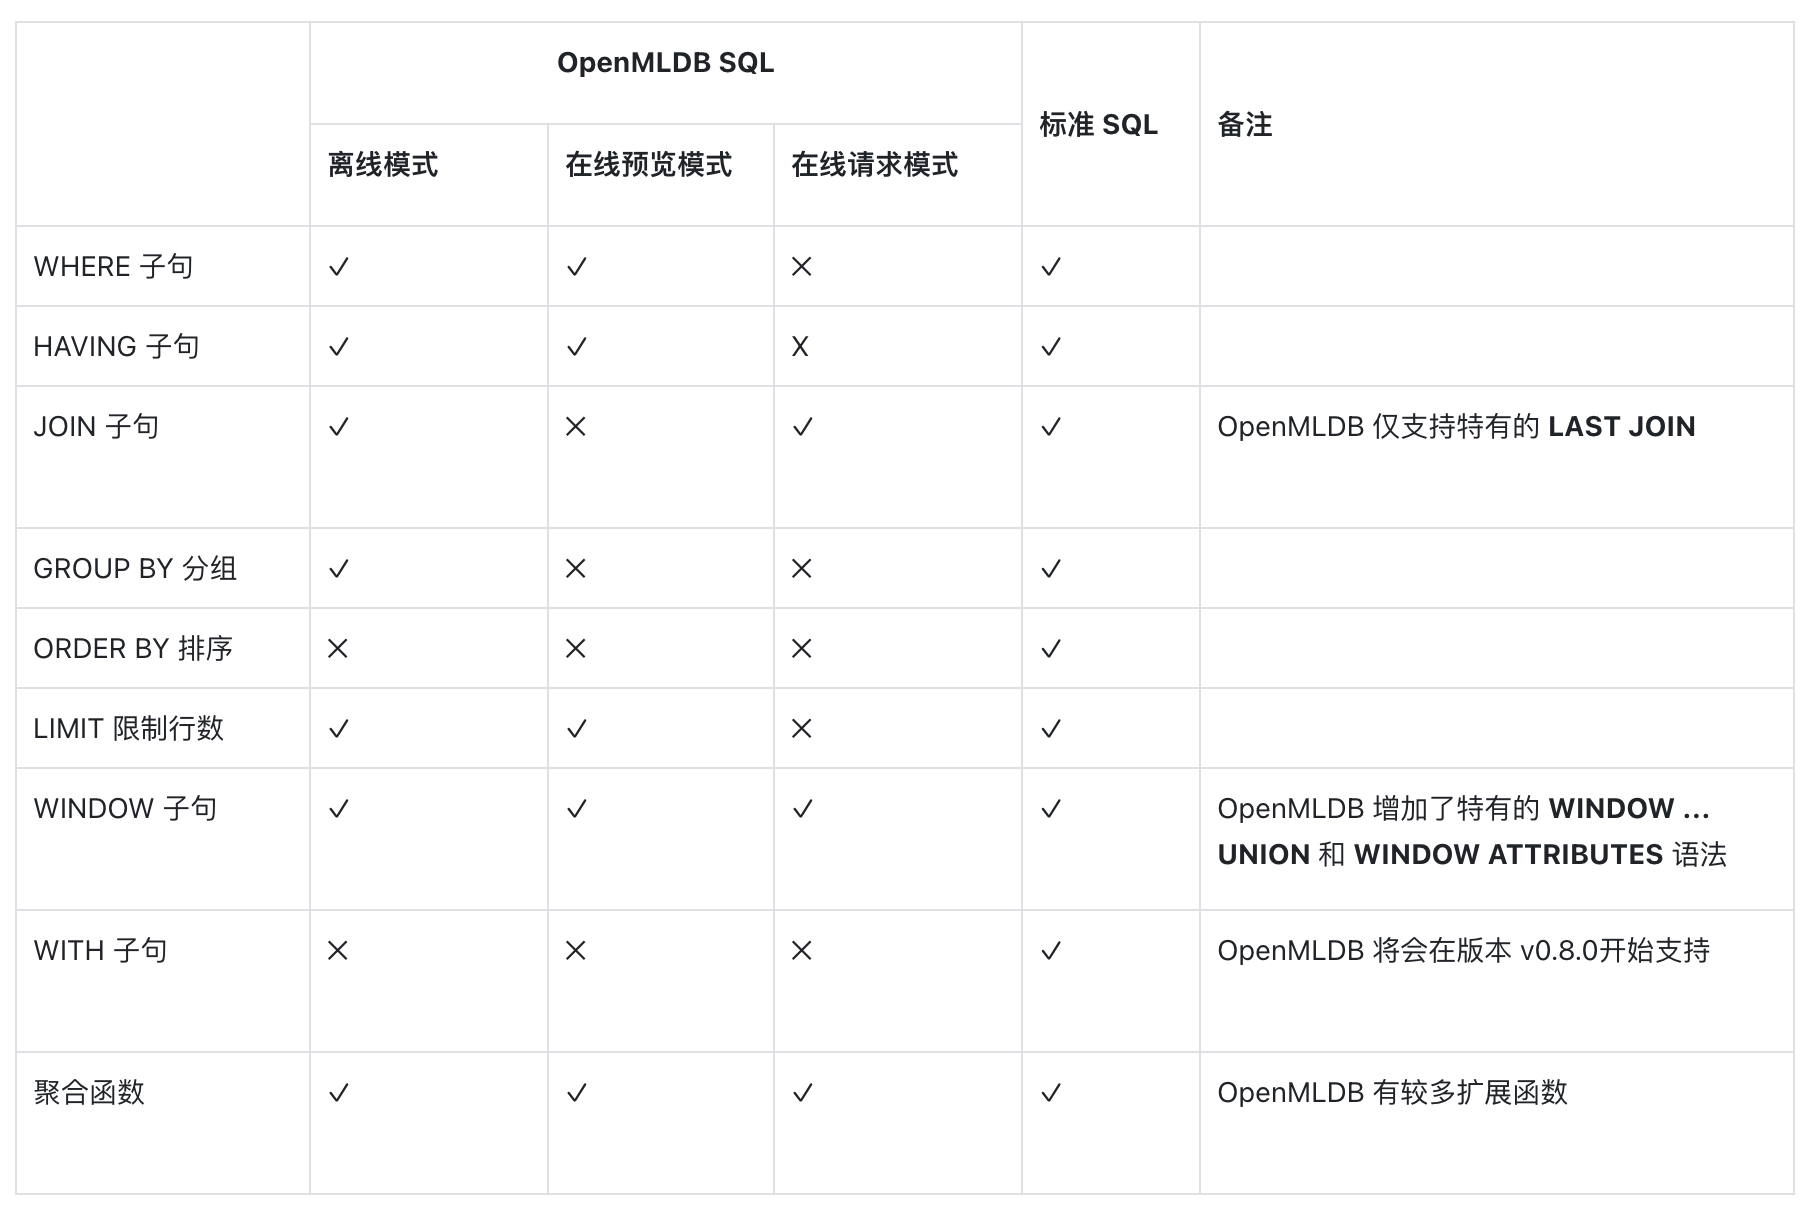 OpenMLDB SQL
标准 SQL
备注
离线模式
在线预览模式
在线请求模式
WHERE 子句 ✓ ✓ ✕ ✓
HAVING 子句 ✓ ✓ X ✓
JOIN 子句 ✓ ✕ ✓ ✓ OpenMLDB 仅支持特有的 LAST JOIN
GROUP BY 分组 ✓ ✕ ✕ ✓
ORDER BY 排序 ✕ ✕ ✕ ✓
LIMIT 限制行数 ✓ ✓ ✕ ✓
WINDOW 子句 ✓ ✓ ✓ ✓ OpenMLDB 增加了特有的 WINDOW ...
UNION 和 WINDOW ATTRIBUTES 语法
WITH 子句 ✕ ✕ ✕ ✓ OpenMLDB 将会在版本 v0.8.0开始支持
聚合函数 ✓ ✓ ✓ ✓ OpenMLDB 有较多扩展函数